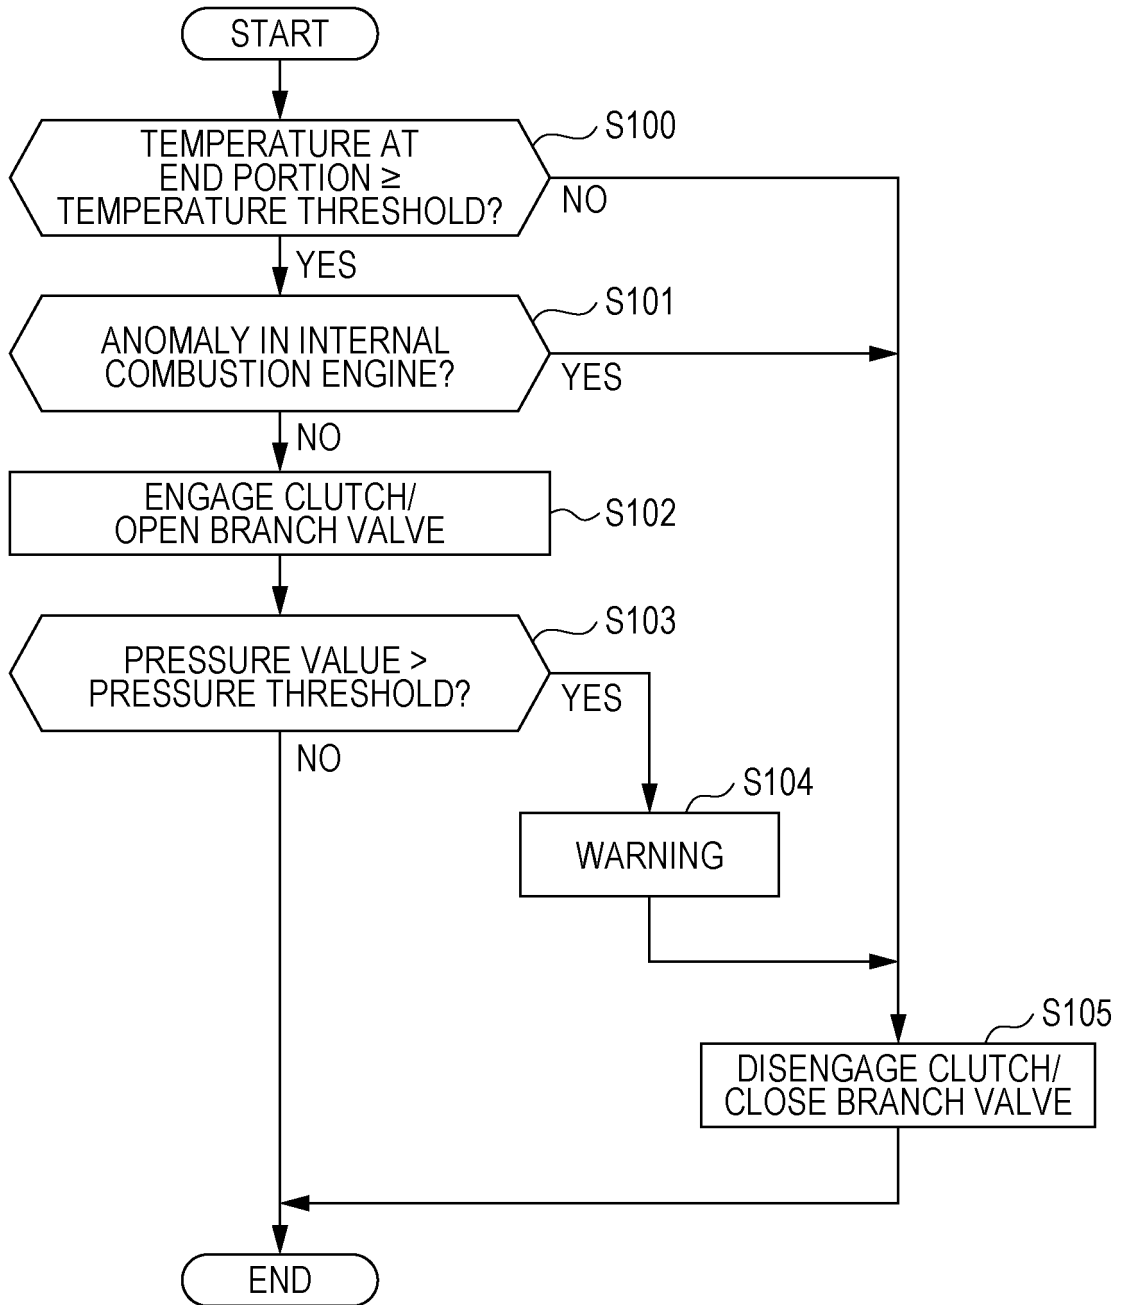 START
TEMPERATURE AT
END PORTION ≥
TEMPERATURE THRESHOLD?
S100
NO
YES
ANOMALY IN INTERNAL
COMBUSTION ENGINE?
S101
YES
NO
ENGAGE CLUTCH/
OPEN BRANCH VALVE
S102
PRESSURE VALUE >
PRESSURE THRESHOLD?
S103
YES
NO
S104
WARNING
S105
DISENGAGE CLUTCH/
CLOSE BRANCH VALVE
END